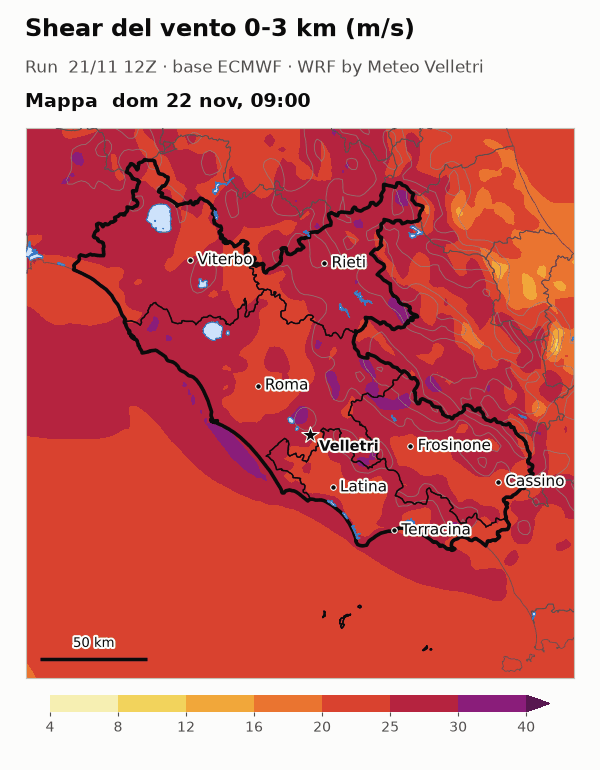 Shear del vento 0-3 km (m/s)
Run  21/11 12Z · base ECMWF · WRF by Meteo Velletri
Mappa  dom 22 nov, 09:00
Viterbo
Rieti
Roma
Velletri
Frosinone
Latina
Cassino
Terracina
50 km
4 8 12 16 20 25 30 40